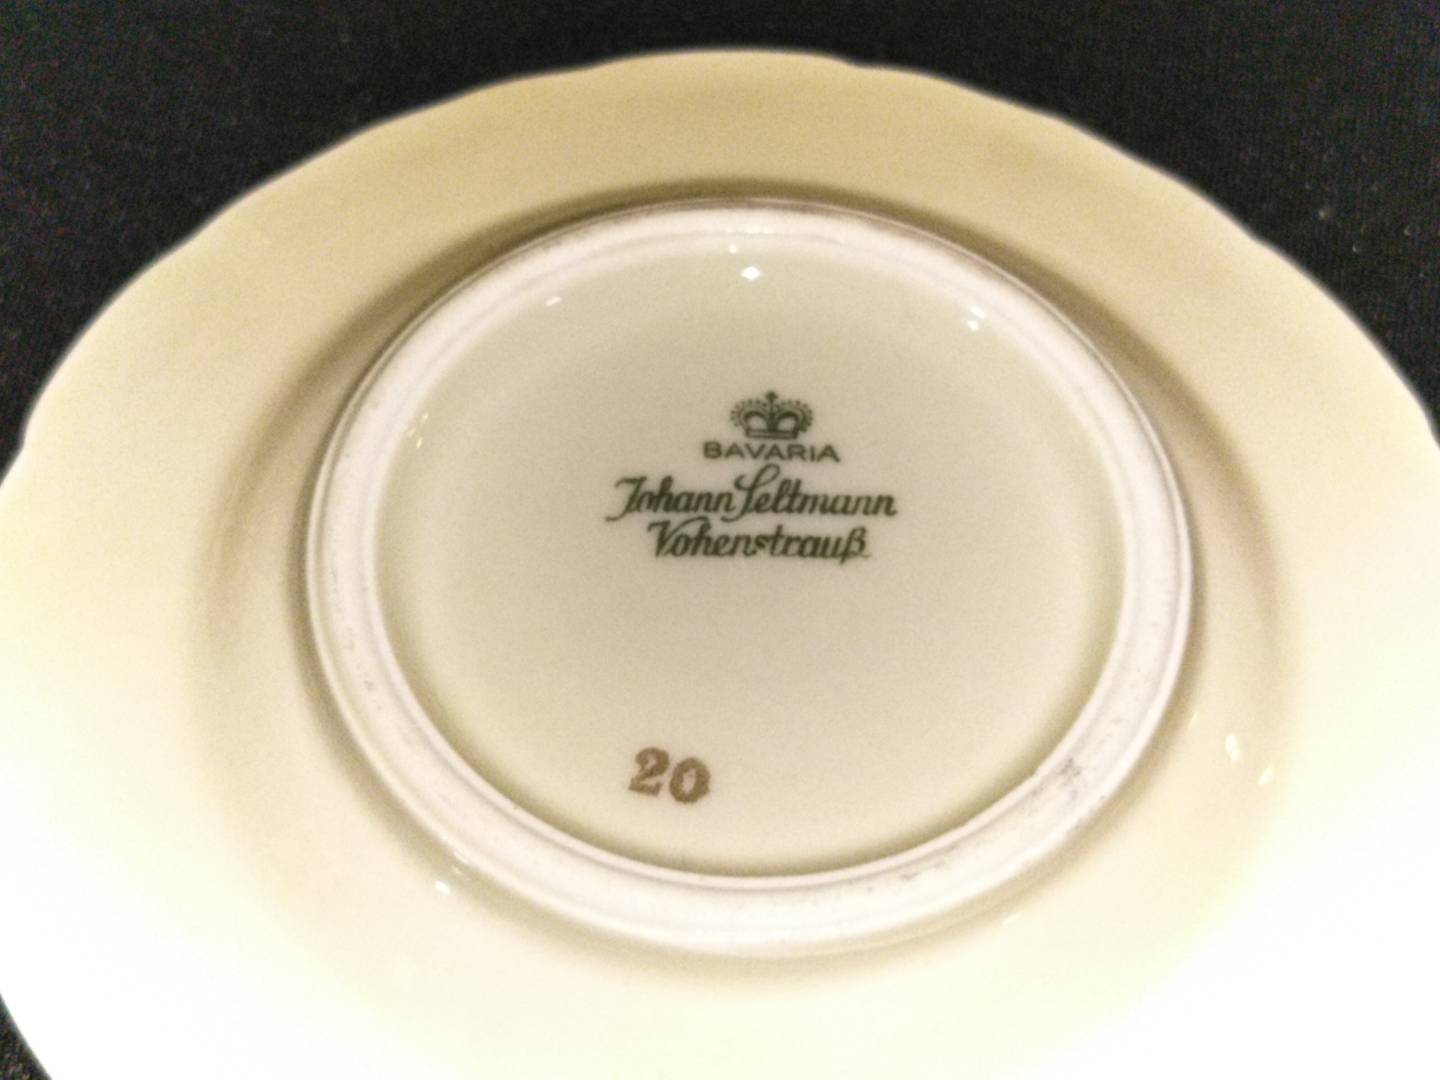 BAVARIA
Johann Seltmann
Vohenstrauß
20